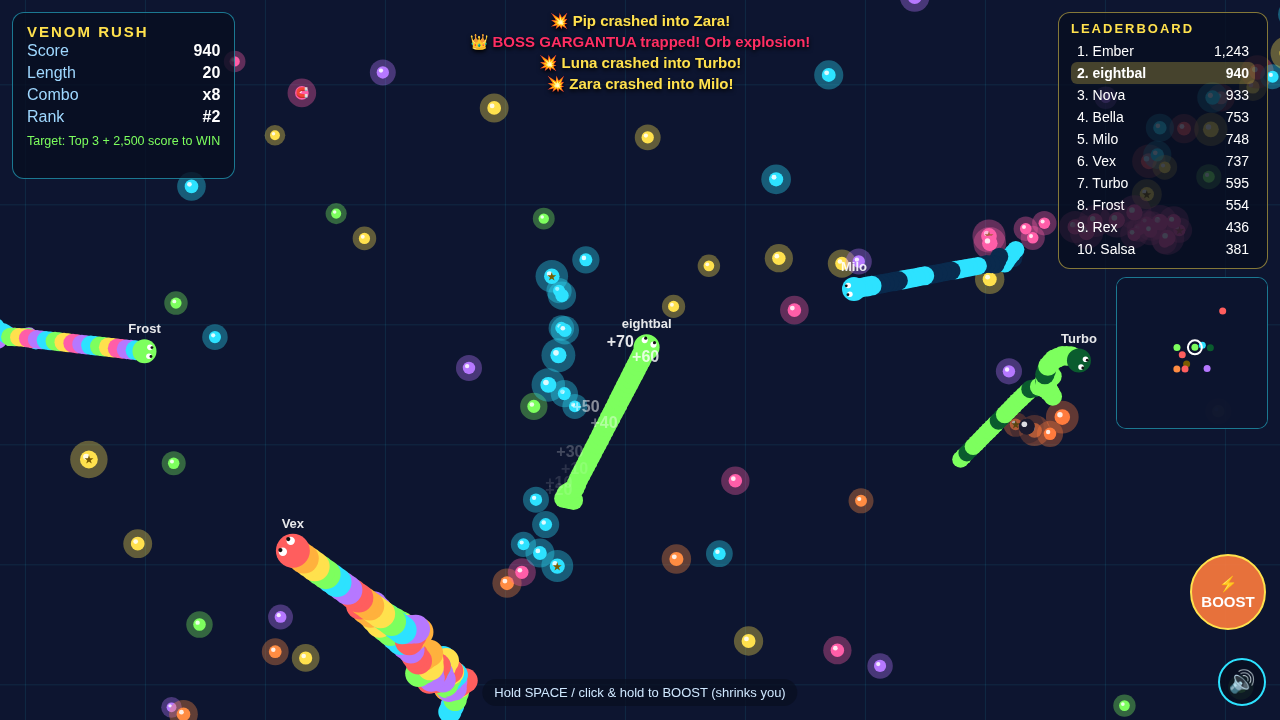 VENOM RUSH
Score 940
Length 20
Combo x8
Rank #2
Target: Top 3 + 2,500 score to WIN
💥 Pip crashed into Zara!
👑 BOSS GARGANTUA trapped! Orb explosion!
💥 Luna crashed into Turbo!
💥 Zara crashed into Milo!
LEADERBOARD
1. Ember 1,243
2. eightbal 940
3. Nova 933
4. Bella 753
5. Milo 748
6. Vex 737
7. Turbo 595
8. Frost 554
9. Rex 436
10. Salsa 381
Milo
Frost
eightbal
+70
+60
Turbo
+50
+40
+30
Vex
⚡
BOOST
Hold SPACE / click & hold to BOOST (shrinks you)